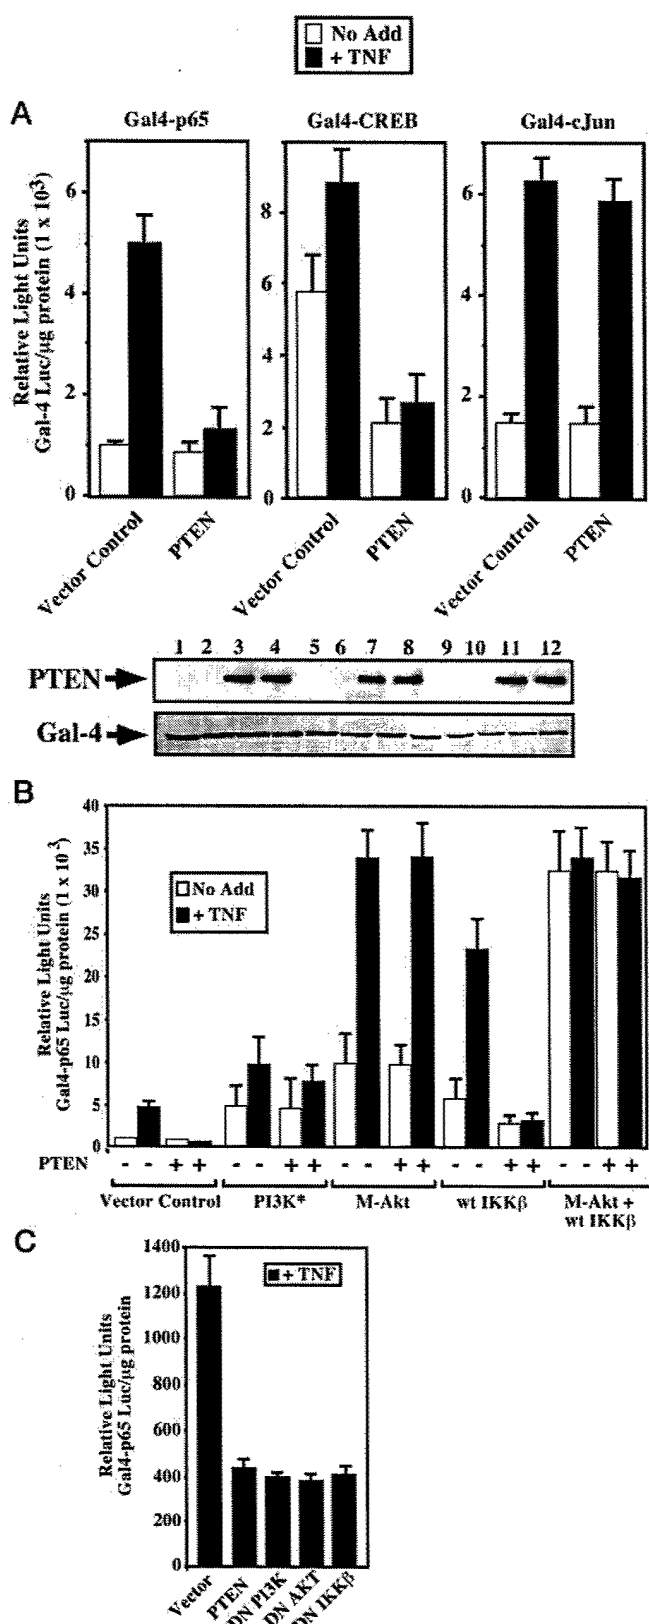 No Add
+ TNF
A
Gal4-p65
Gal4-CREB
Gal4-cJun
Relative Light Units
Gal-4 Luc/µg protein (1 x 10³)
6
4
2
0
8
6
4
2
0
6
4
2
0
Vector Control
PTEN
Vector Control
PTEN
Vector Control
PTEN
1 2 3 4 5 6 7 8 9 10 11 12
PTEN
Gal-4
B
Relative Light Units
Gal4-p65 Luc/µg protein (1 x 10⁻³)
40
35
30
25
20
15
10
5
0
No Add
+ TNF
PTEN - - + + - - + + - - + + - - + + - - + +
Vector Control
PI3K*
M-Akt
wt IKKβ
M-Akt +
wt IKKβ
C
Relative Light Units
Gal4-p65 Luc/µg protein
1400
1200
1000
800
600
400
200
0
+ TNF
Vector
PTEN
DN PI3K
DN AKT
DN IKKβ